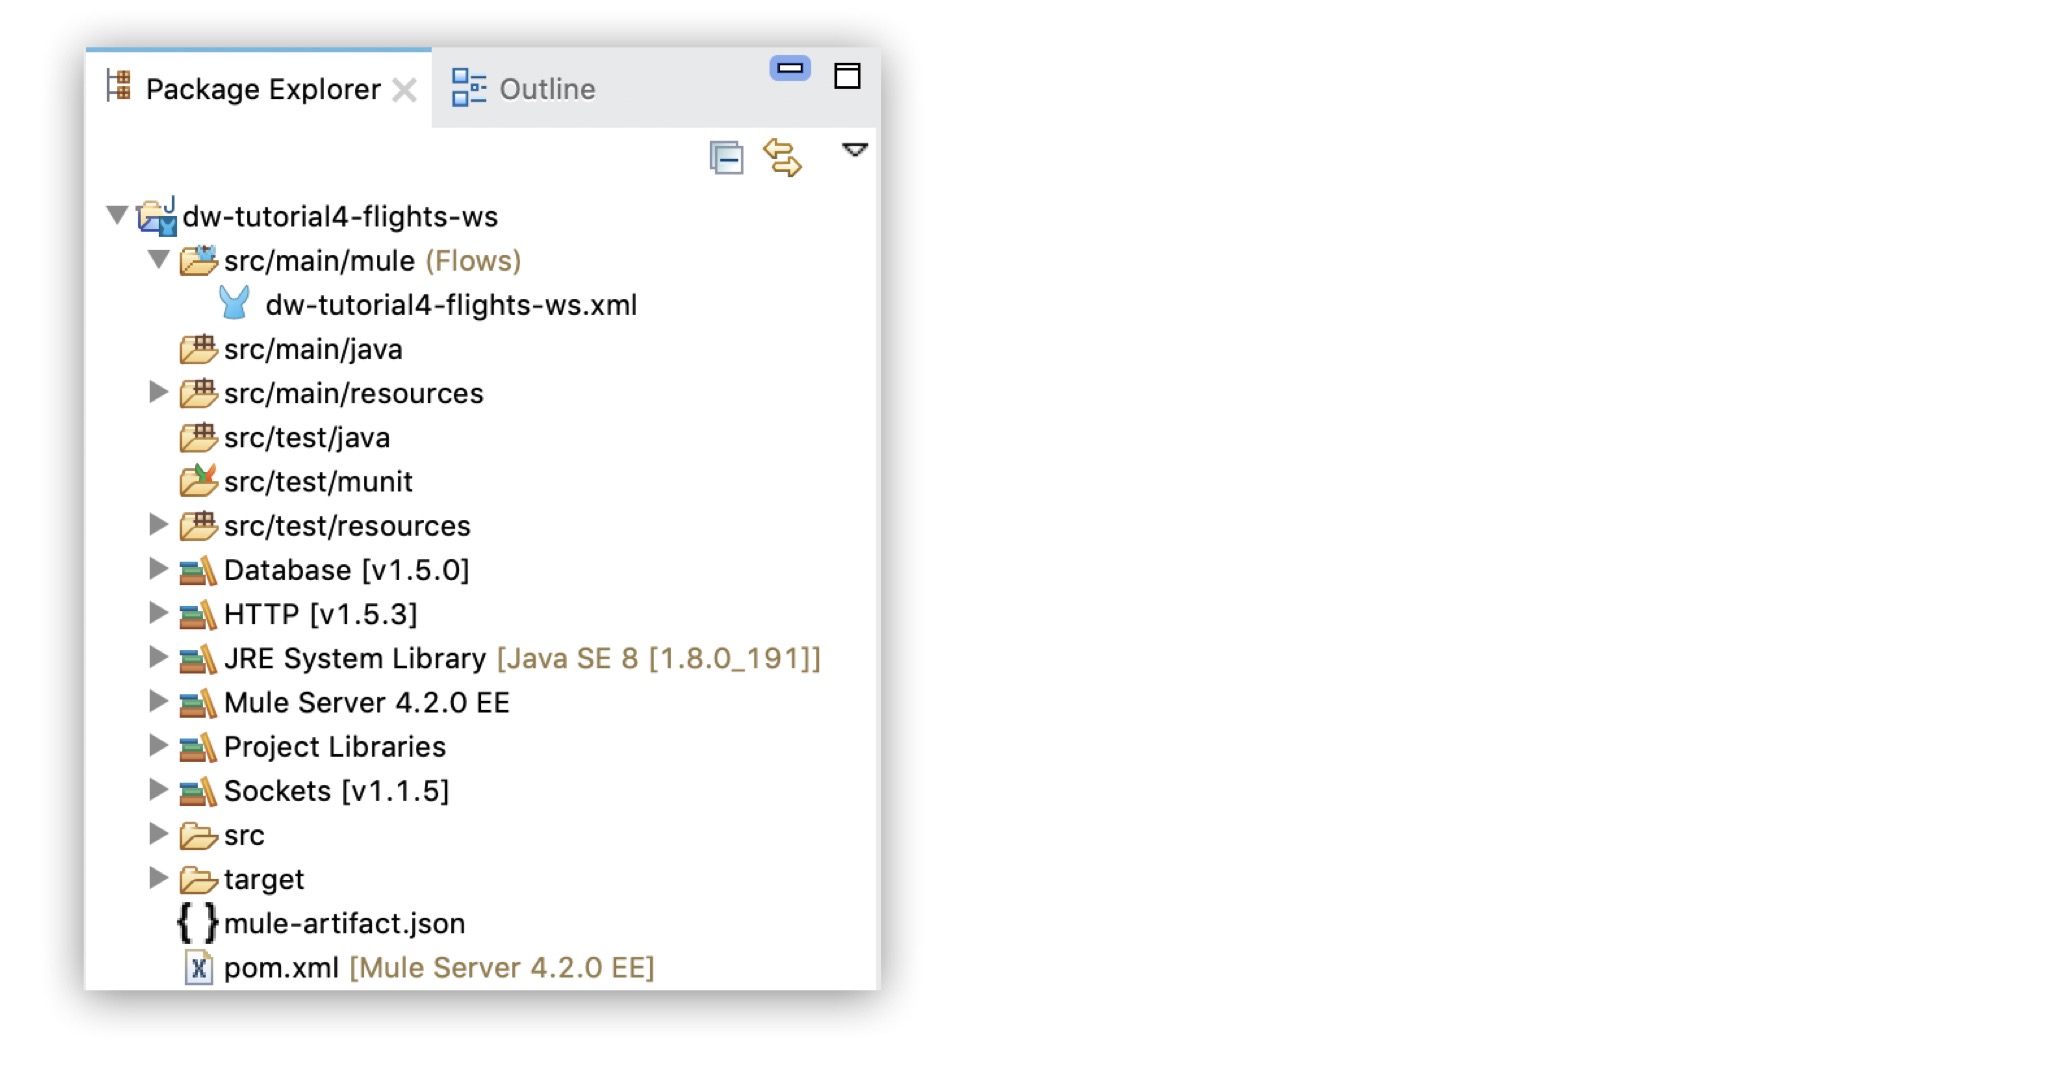 Package Explorer Outline
dw-tutorial4-flights-ws
src/main/mule (Flows)
dw-tutorial4-flights-ws.xml
src/main/java
src/main/resources
src/test/java
src/test/munit
src/test/resources
Database [v1.5.0]
HTTP [v1.5.3]
JRE System Library [Java SE 8 [1.8.0_191]]
Mule Server 4.2.0 EE
Project Libraries
Sockets [v1.1.5]
src
target
mule-artifact.json
pom.xml [Mule Server 4.2.0 EE]